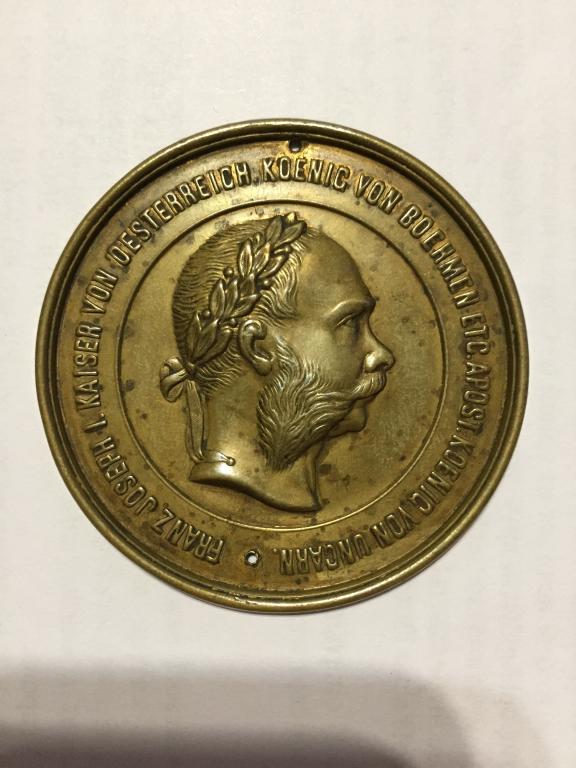 FRANZ JOSEPH I. KAISER VON OESTERREICH, KOENIG VON BOEHMEN ETC. APOST. KOENIG VON UNGARN.